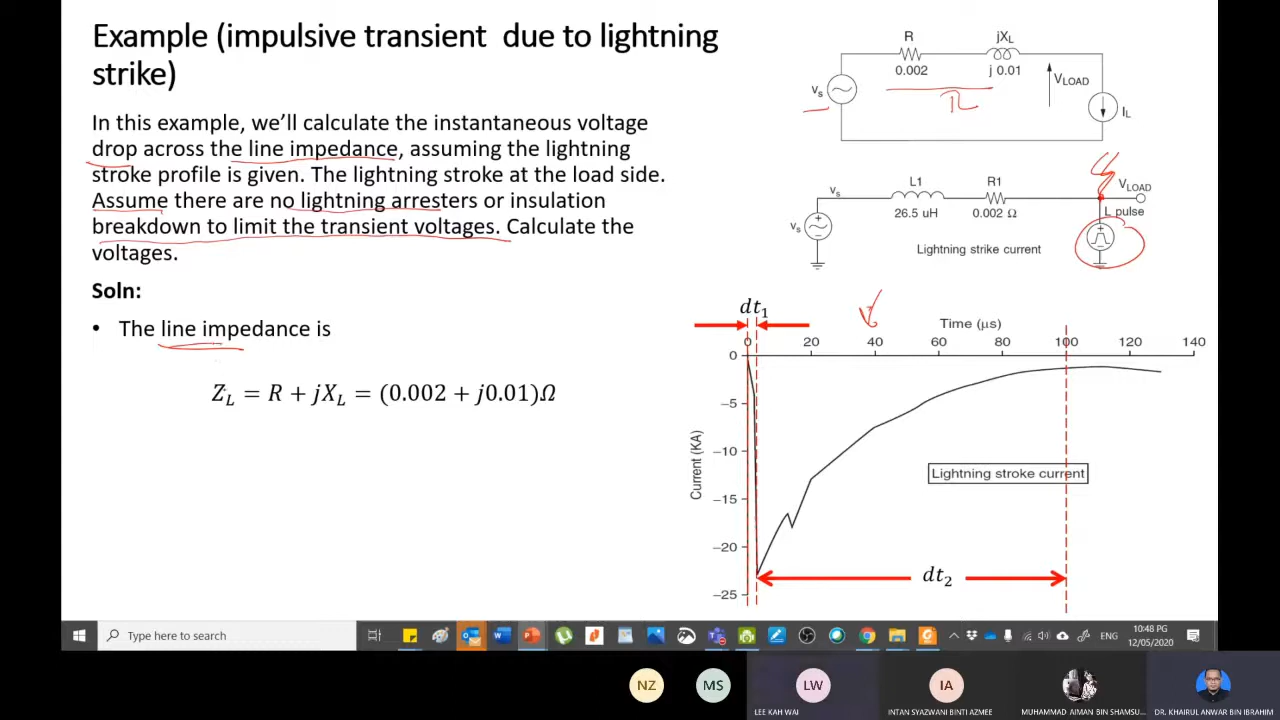 Example (impulsive transient due to lightning
strike)
In this example, we'll calculate the instantaneous voltage
drop across the line impedance, assuming the lightning
stroke profile is given. The lightning stroke at the load side.
Assume there are no lightning arresters or insulation
breakdown to limit the transient voltages. Calculate the
voltages.
Soln:
• The line impedance is
Z_L = R + jX_L = (0.002 + j0.01)Ω
R
jX_L
0.002
j 0.01
V_S
V_LOAD
I_L
L1
R1
V_S
V_LOAD
26.5 uH
0.002 Ω
L pulse
V_S
Lightning strike current
dt_1
Time (μs)
0 20 40 60 80 100 120 140
0
−5
−10
−15
−20
−25
Current (KA)
Lightning stroke current
dt_2
Type here to search
ENG
10:48 PG
12/05/2020
NZ
MS
LW
IA
LEE KAH WAI
INTAN SYAZWANI BINTI AZMEE
MUHAMMAD AIMAN BIN SHAMSU...
DR. KHAIRUL ANWAR BIN IBRAHIM